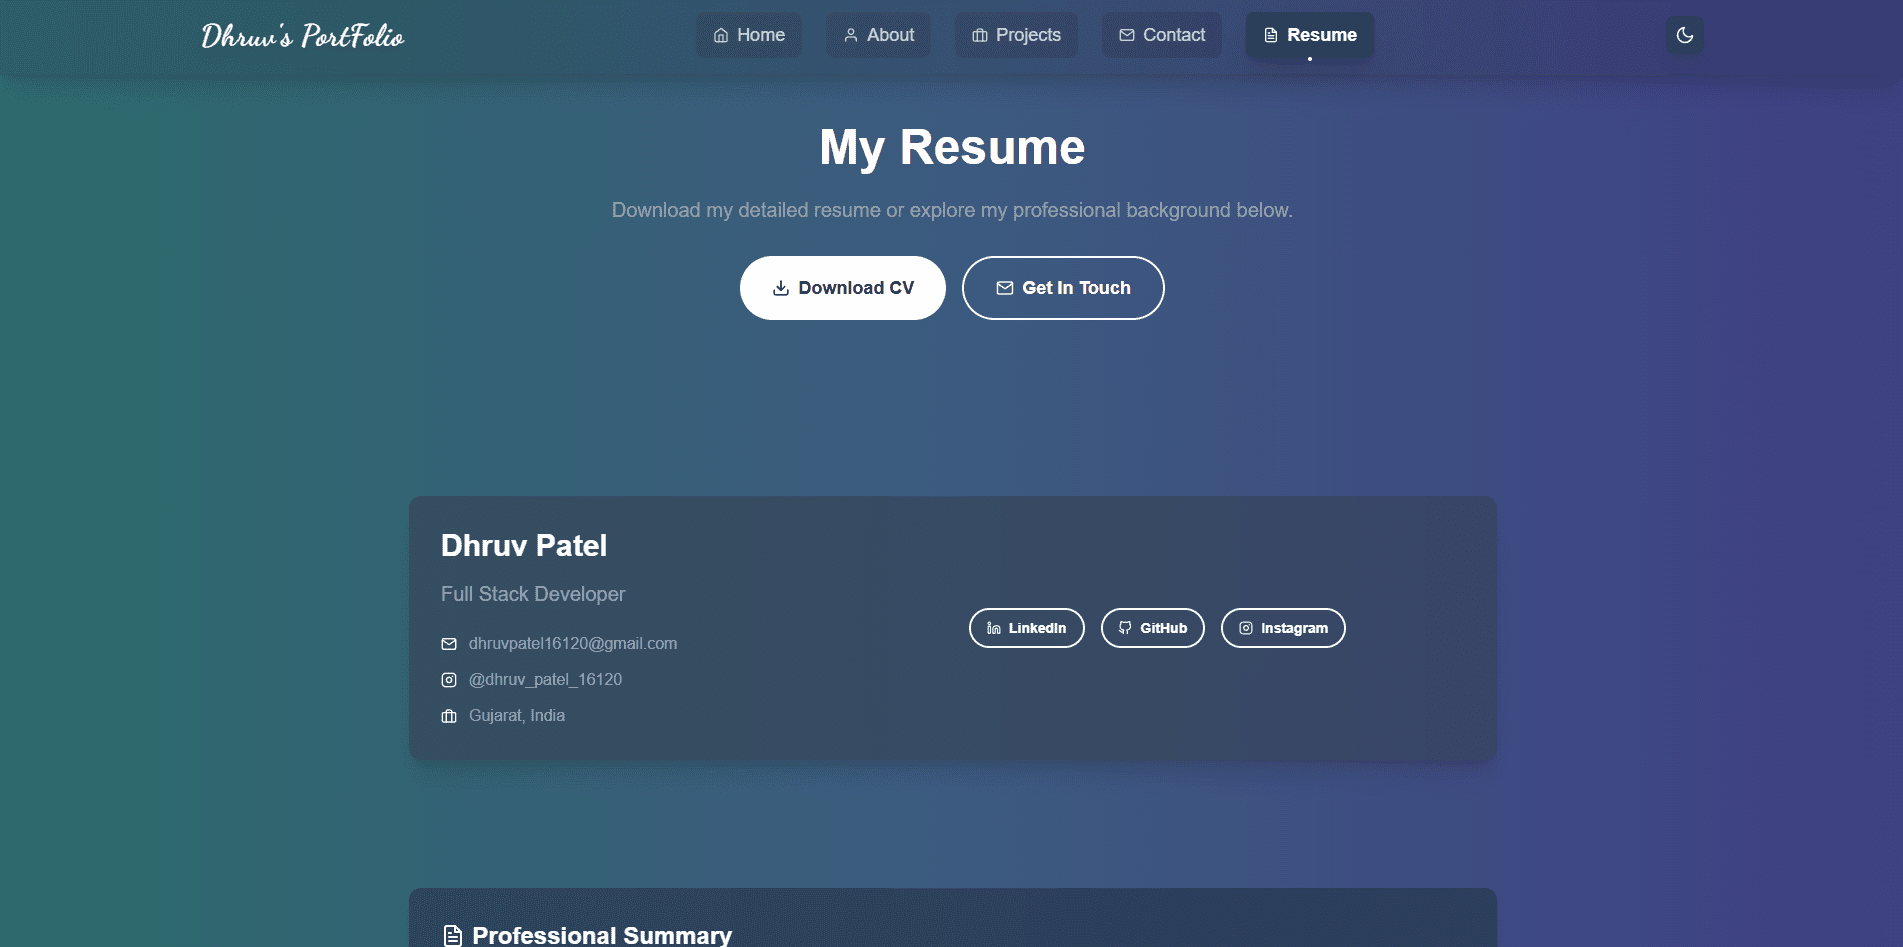 Dhruv's PortFolio
Home
About
Projects
Contact
Resume
My Resume
Download my detailed resume or explore my professional background below.
Download CV
Get In Touch
Dhruv Patel
Full Stack Developer
dhruvpatel16120@gmail.com
@dhruv_patel_16120
Gujarat, India
LinkedIn
GitHub
Instagram
Professional Summary